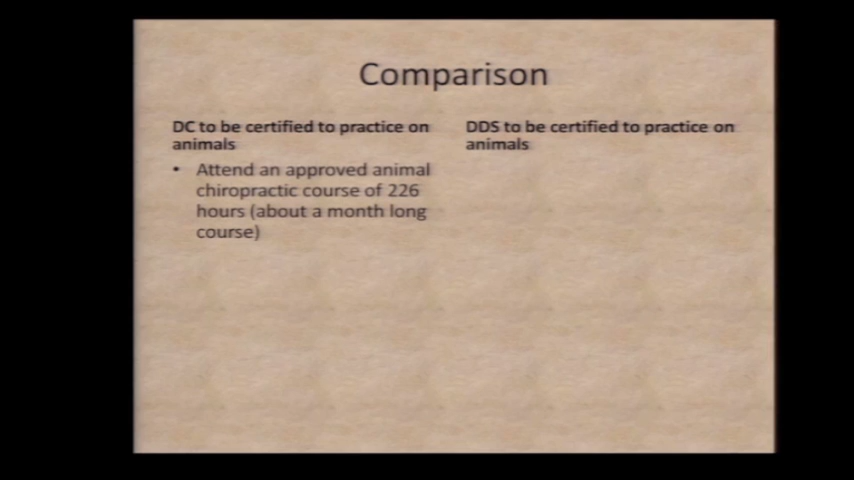 Comparison
DC to be certified to practice on
animals
• Attend an approved animal
chiropractic course of 226
hours (about a month long
course)
DDS to be certified to practice on
animals